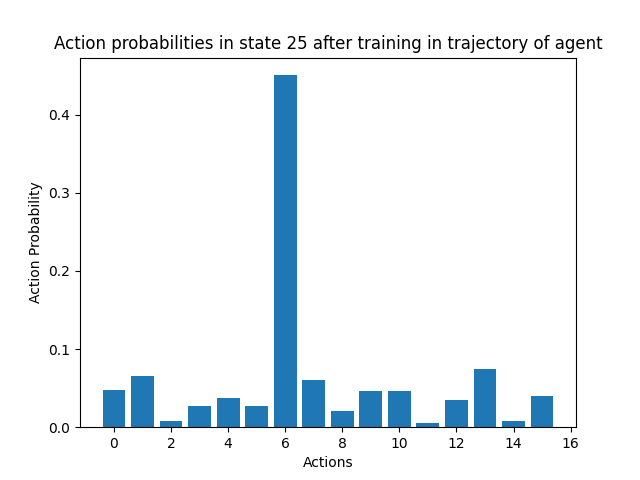 Action probabilities in state 25 after training in trajectory of agent
0.4
0.3
0.2
0.1
0.0
Action Probability
0 2 4 6 8 10 12 14 16
Actions